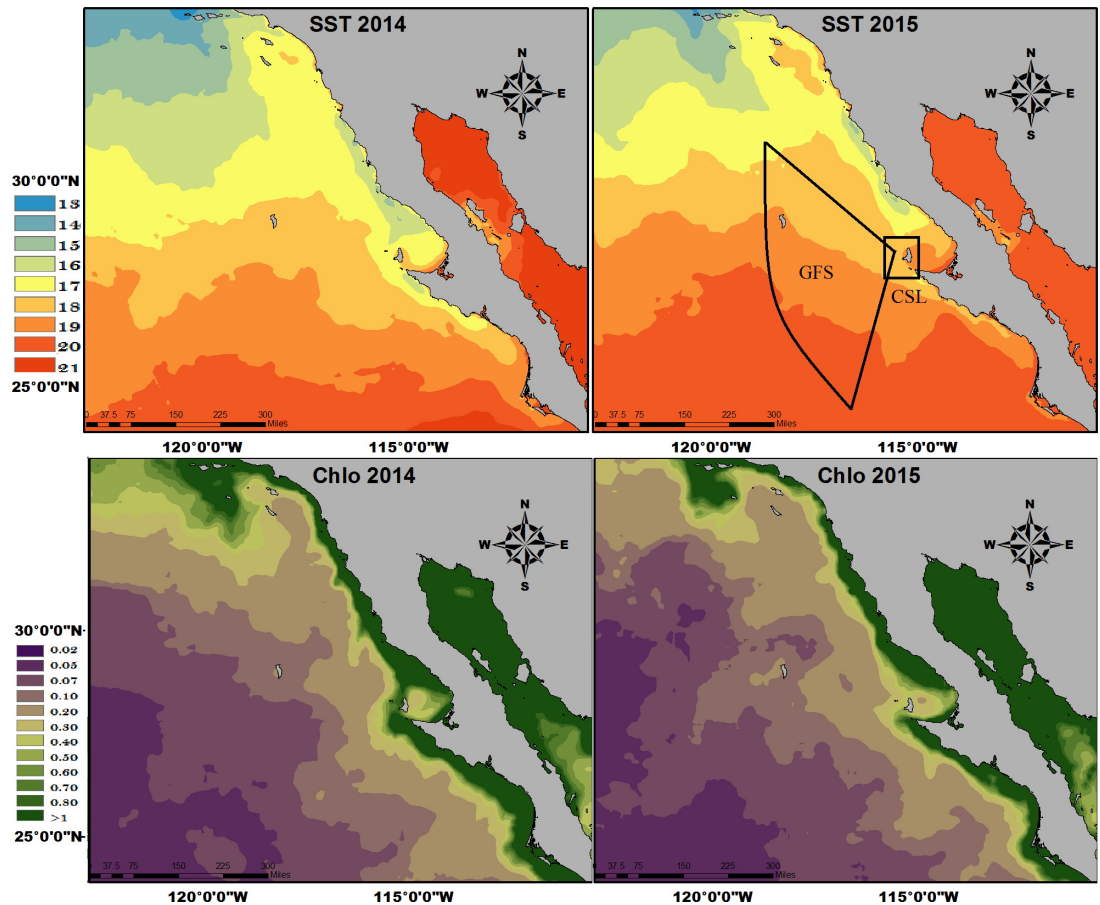 SST 2014
N
W E
S
30°0'0"N
13
14
15
16
17
18
19
20
21
25°0'0"N
0 37.5 75 150 225 300
Miles
120°0'0"W 115°0'0"W
SST 2015
N
W E
S
GFS
CSL
0 37.5 75 150 225 300
Miles
120°0'0"W 115°0'0"W
Chlo 2014
N
W E
S
30°0'0"N
0.02
0.05
0.07
0.10
0.20
0.30
0.40
0.50
0.60
0.70
0.80
>1
25°0'0"N
0 37.5 75 150 225 300
Miles
120°0'0"W 115°0'0"W
Chlo 2015
N
W E
S
0 37.5 75 150 225 300
Miles
120°0'0"W 115°0'0"W